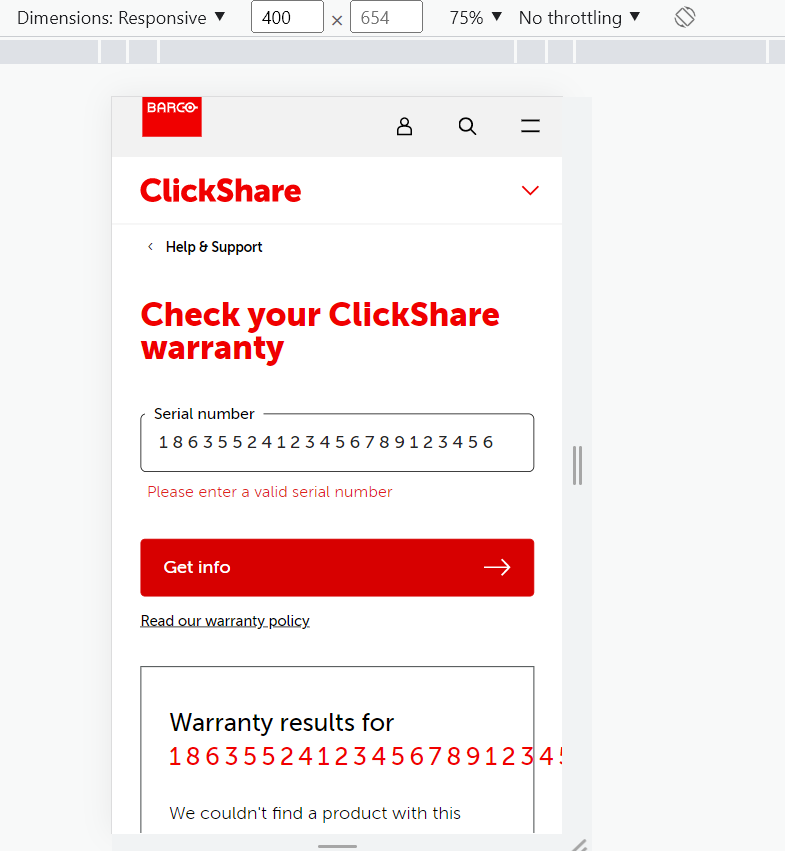 Dimensions: Responsive ▼ 400 × 654 75% ▼ No throttling ▼
BARCO
ClickShare
Help & Support
Check your ClickShare
warranty
Serial number
1 8 6 3 5 5 2 4 1 2 3 4 5 6 7 8 9 1 2 3 4 5 6
Please enter a valid serial number
Get info
Read our warranty policy
Warranty results for
1 8 6 3 5 5 2 4 1 2 3 4 5 6 7 8 9 1 2 3 4 5
We couldn't find a product with this